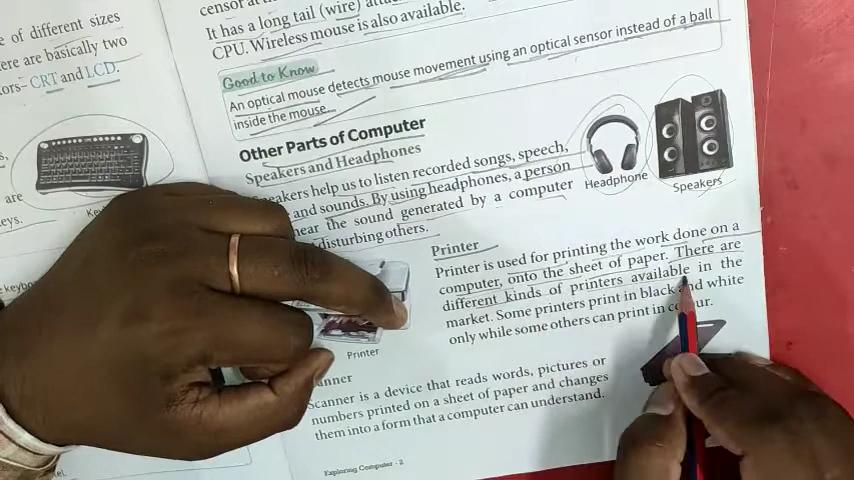 e of different sizes
ere are basically two
ors– CRT and LCD.
are
keys.
It has a long tail (wire)
CPU. Wireless mouse is also available.
Good to Know
An optical mouse detects mouse movement using an optical sensor instead of a ball
inside the mouse.
Other Parts of Computer
Speakers and Headphones
Speakers help us to listen recorded songs, speech,
and sounds. By using headphones, a person
hear the sound generated by a computer
disturbing others.
Headphone
Speakers
Printer
Printer is used for printing the work done on a
computer, onto the sheet of paper. There are
different kinds of printers available in the
market. Some printers print in black and white
only while some others can print in colour.
Printer
Scanner is a device that reads words, pictures or
numbers printed on a sheet of paper and changes
them into a form that a computer can understand.
Exploring Computer - 2